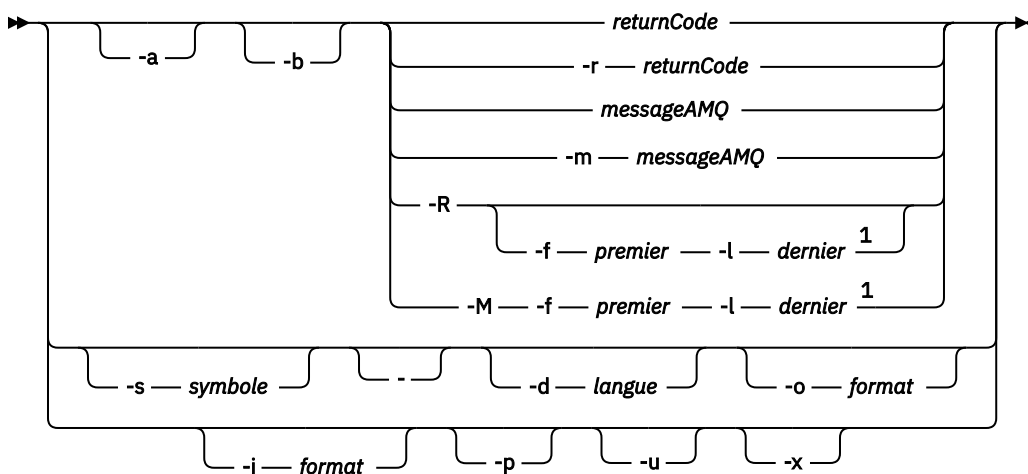 returnCode
-a -b
-r returnCode
messageAMQ
-m messageAMQ
-R
-f premier -l dernier 1
-M -f premier -l dernier 1
-s symbole - -d langue -o format
-i format -p -u -x